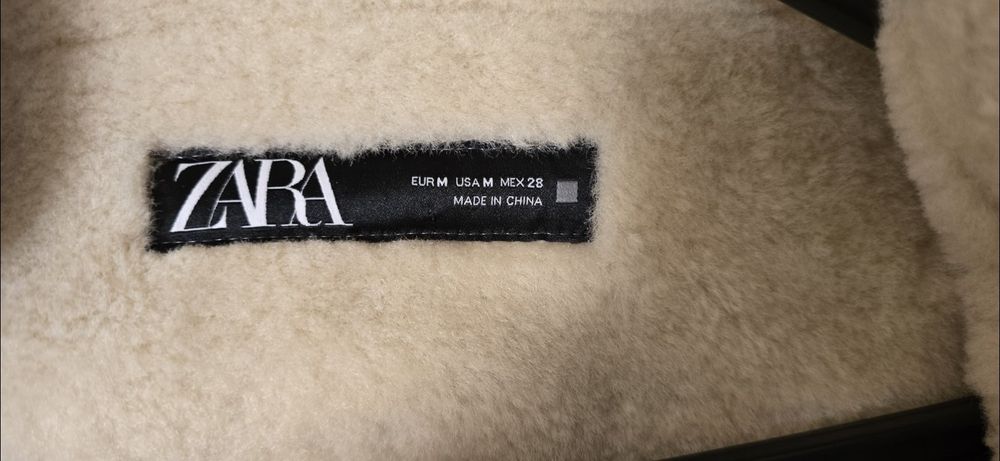 ZARA
EUR M USA M MEX 28
MADE IN CHINA